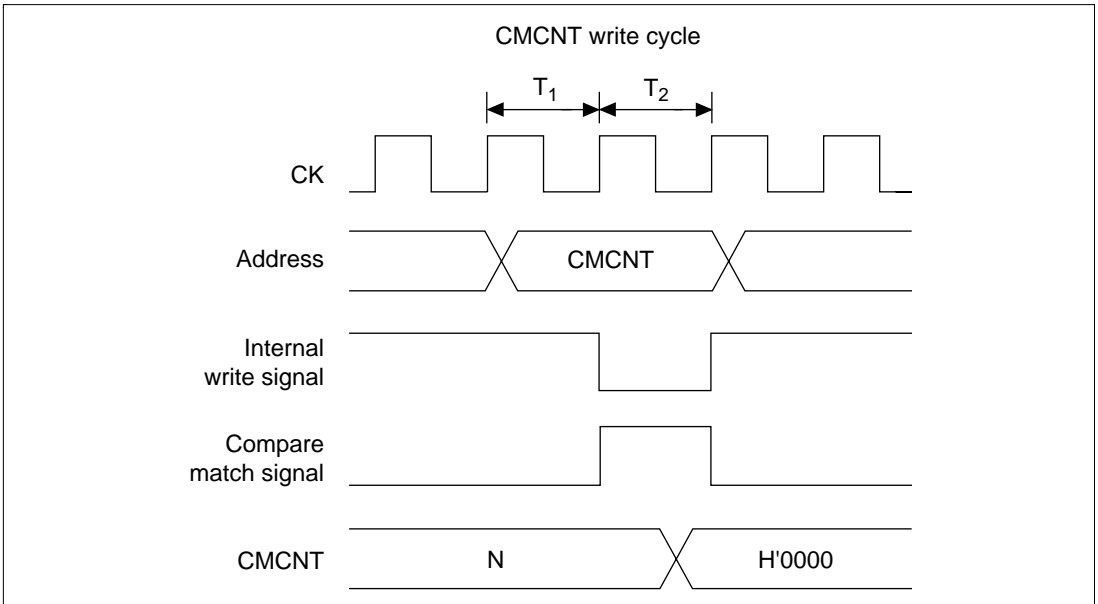 CMCNT write cycle
T1 T2
CK
Address CMCNT
Internal
write signal
Compare
match signal
CMCNT N H'0000